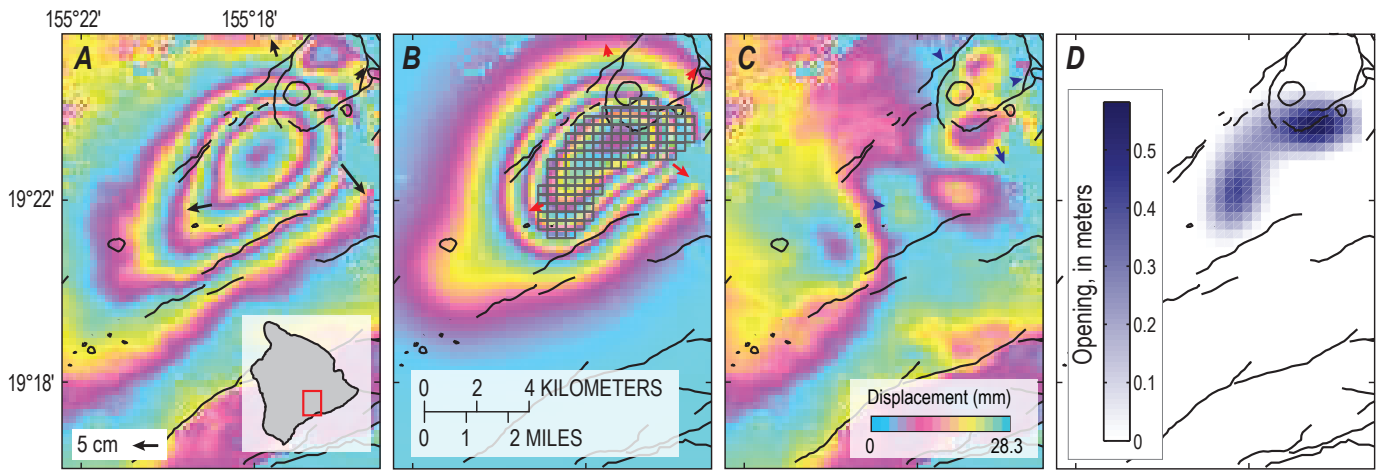 155°22' 155°18'
A B C D
19°22'
19°18'
5 cm
0 2 4 KILOMETERS
0 1 2 MILES
Displacement (mm)
0 28.3
Opening, in meters
0.5
0.4
0.3
0.2
0.1
0